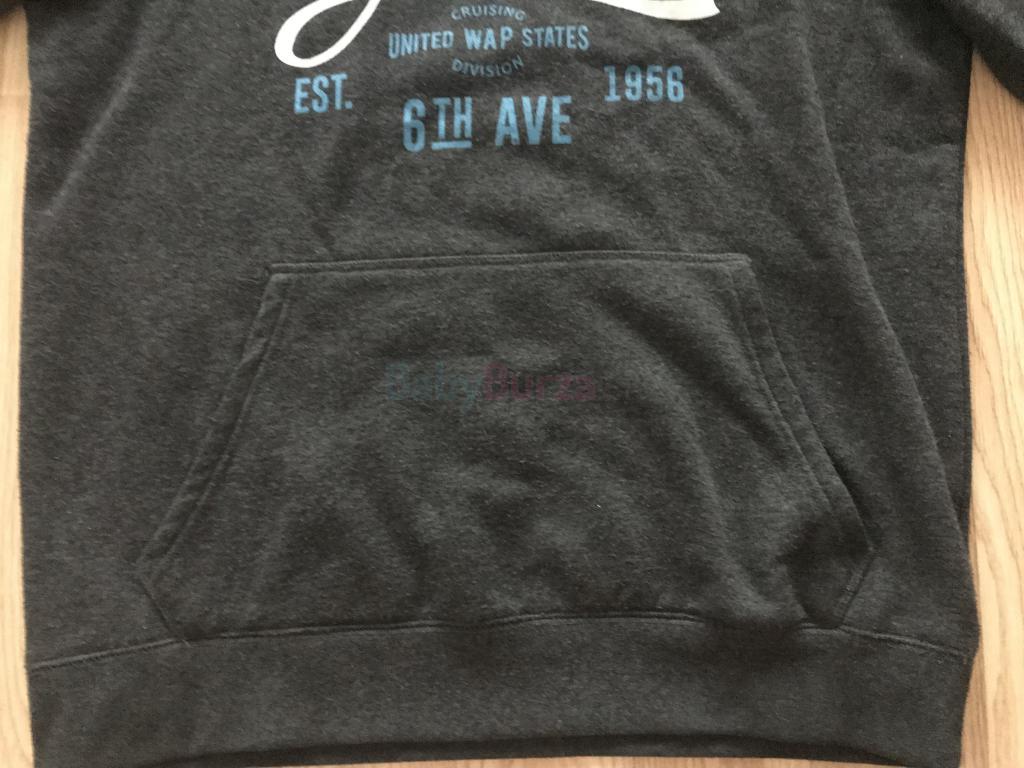 CRUISING
UNITED WAP STATES
DIVISION
EST. 1956
6TH AVE
BabyBurza